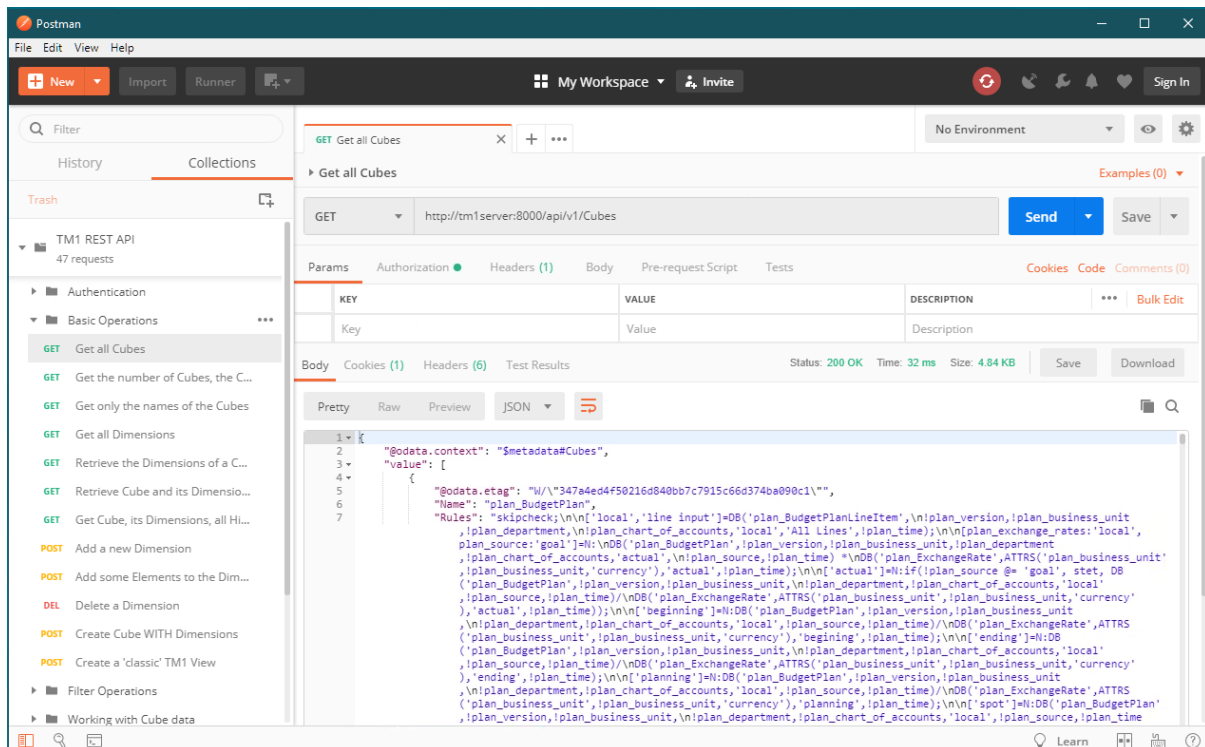 Postman
File Edit View Help
New Import Runner My Workspace Invite Sign In
Filter
History Collections
Trash
TM1 REST API
47 requests
Authentication
Basic Operations
GET Get all Cubes
GET Get the number of Cubes, the C...
GET Get only the names of the Cubes
GET Get all Dimensions
GET Retrieve the Dimensions of a C...
GET Retrieve Cube and its Dimensio...
GET Get Cube, its Dimensions, all Hi...
POST Add a new Dimension
POST Add some Elements to the Dim...
DEL Delete a Dimension
POST Create Cube WITH Dimensions
POST Create a 'classic' TM1 View
Filter Operations
Working with Cube data
GET Get all Cubes
No Environment
Get all Cubes Examples (0)
GET http://tm1server:8000/api/v1/Cubes Send Save
Params Authorization Headers (1) Body Pre-request Script Tests Cookies Code Comments (0)
KEY VALUE DESCRIPTION Bulk Edit
Key Value Description
Body Cookies (1) Headers (6) Test Results Status: 200 OK Time: 32 ms Size: 4.84 KB Save Download
Pretty Raw Preview JSON
1 {
2 "@odata.context": "$metadata#Cubes",
3 "value": [
4 {
5 "@odata.etag": "W/\"347a4ed4f50216d840bb7c7915c66d374ba090c1\"",
6 "Name": "plan_BudgetPlan",
7 "Rules": "skipcheck;\n\n['local','line input']=DB('plan_BudgetPlanLineItem',\n!plan_version,!plan_business_unit
,!plan_department,\n!plan_chart_of_accounts,'local','All Lines',!plan_time);\n\n[plan_exchange_rates:'local',
plan_source:'goal']=N:\nDB('plan_BudgetPlan',!plan_version,!plan_business_unit,!plan_department
,!plan_chart_of_accounts,'actual',\n!plan_source,!plan_time) *\nDB('plan_ExchangeRate',ATTRS('plan_business_unit'
,!plan_business_unit,'currency'),'actual',!plan_time);\n\n['actual']=N:if(!plan_source @= 'goal', stet, DB
('plan_BudgetPlan',!plan_version,!plan_business_unit,\n!plan_department,!plan_chart_of_accounts,'local'
,!plan_source,!plan_time)/\nDB('plan_ExchangeRate',ATTRS('plan_business_unit',!plan_business_unit,'currency'
),'actual',!plan_time));\n\n['beginning']=N:DB('plan_BudgetPlan',!plan_version,!plan_business_unit
,\n!plan_department,!plan_chart_of_accounts,'local',!plan_source,!plan_time)/\nDB('plan_ExchangeRate',ATTRS
('plan_business_unit',!plan_business_unit,'currency'),'begining',!plan_time);\n\n['ending']=N:DB
('plan_BudgetPlan',!plan_version,!plan_business_unit,\n!plan_department,!plan_chart_of_accounts,'local'
,!plan_source,!plan_time)/\nDB('plan_ExchangeRate',ATTRS('plan_business_unit',!plan_business_unit,'currency'
),'ending',!plan_time);\n\n['planning']=N:DB('plan_BudgetPlan',!plan_version,!plan_business_unit
,\n!plan_department,!plan_chart_of_accounts,'local',!plan_source,!plan_time)/\nDB('plan_ExchangeRate',ATTRS
('plan_business_unit',!plan_business_unit,'currency'),'planning',!plan_time);\n\n['spot']=N:DB('plan_BudgetPlan'
,!plan_version,!plan_business_unit,\n!plan_department,!plan_chart_of_accounts,'local',!plan_source,!plan_time
Learn